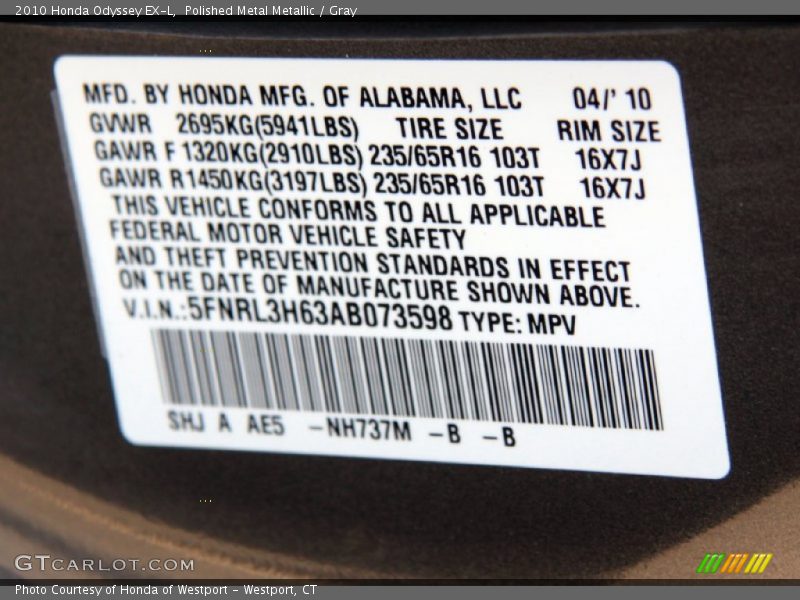 2010 Honda Odyssey EX-L, Polished Metal Metallic / Gray
MFD. BY HONDA MFG. OF ALABAMA, LLC 04/' 10
GVWR 2695KG(5941LBS) TIRE SIZE RIM SIZE
GAWR F 1320KG(2910LBS) 235/65R16 103T 16X7J
GAWR R1450KG(3197LBS) 235/65R16 103T 16X7J
THIS VEHICLE CONFORMS TO ALL APPLICABLE
FEDERAL MOTOR VEHICLE SAFETY
AND THEFT PREVENTION STANDARDS IN EFFECT
ON THE DATE OF MANUFACTURE SHOWN ABOVE.
V.I.N.:5FNRL3H63AB073598 TYPE: MPV
SHJ A AE5 -NH737M -B -B
GTCARLOT.COM
Photo Courtesy of Honda of Westport - Westport, CT